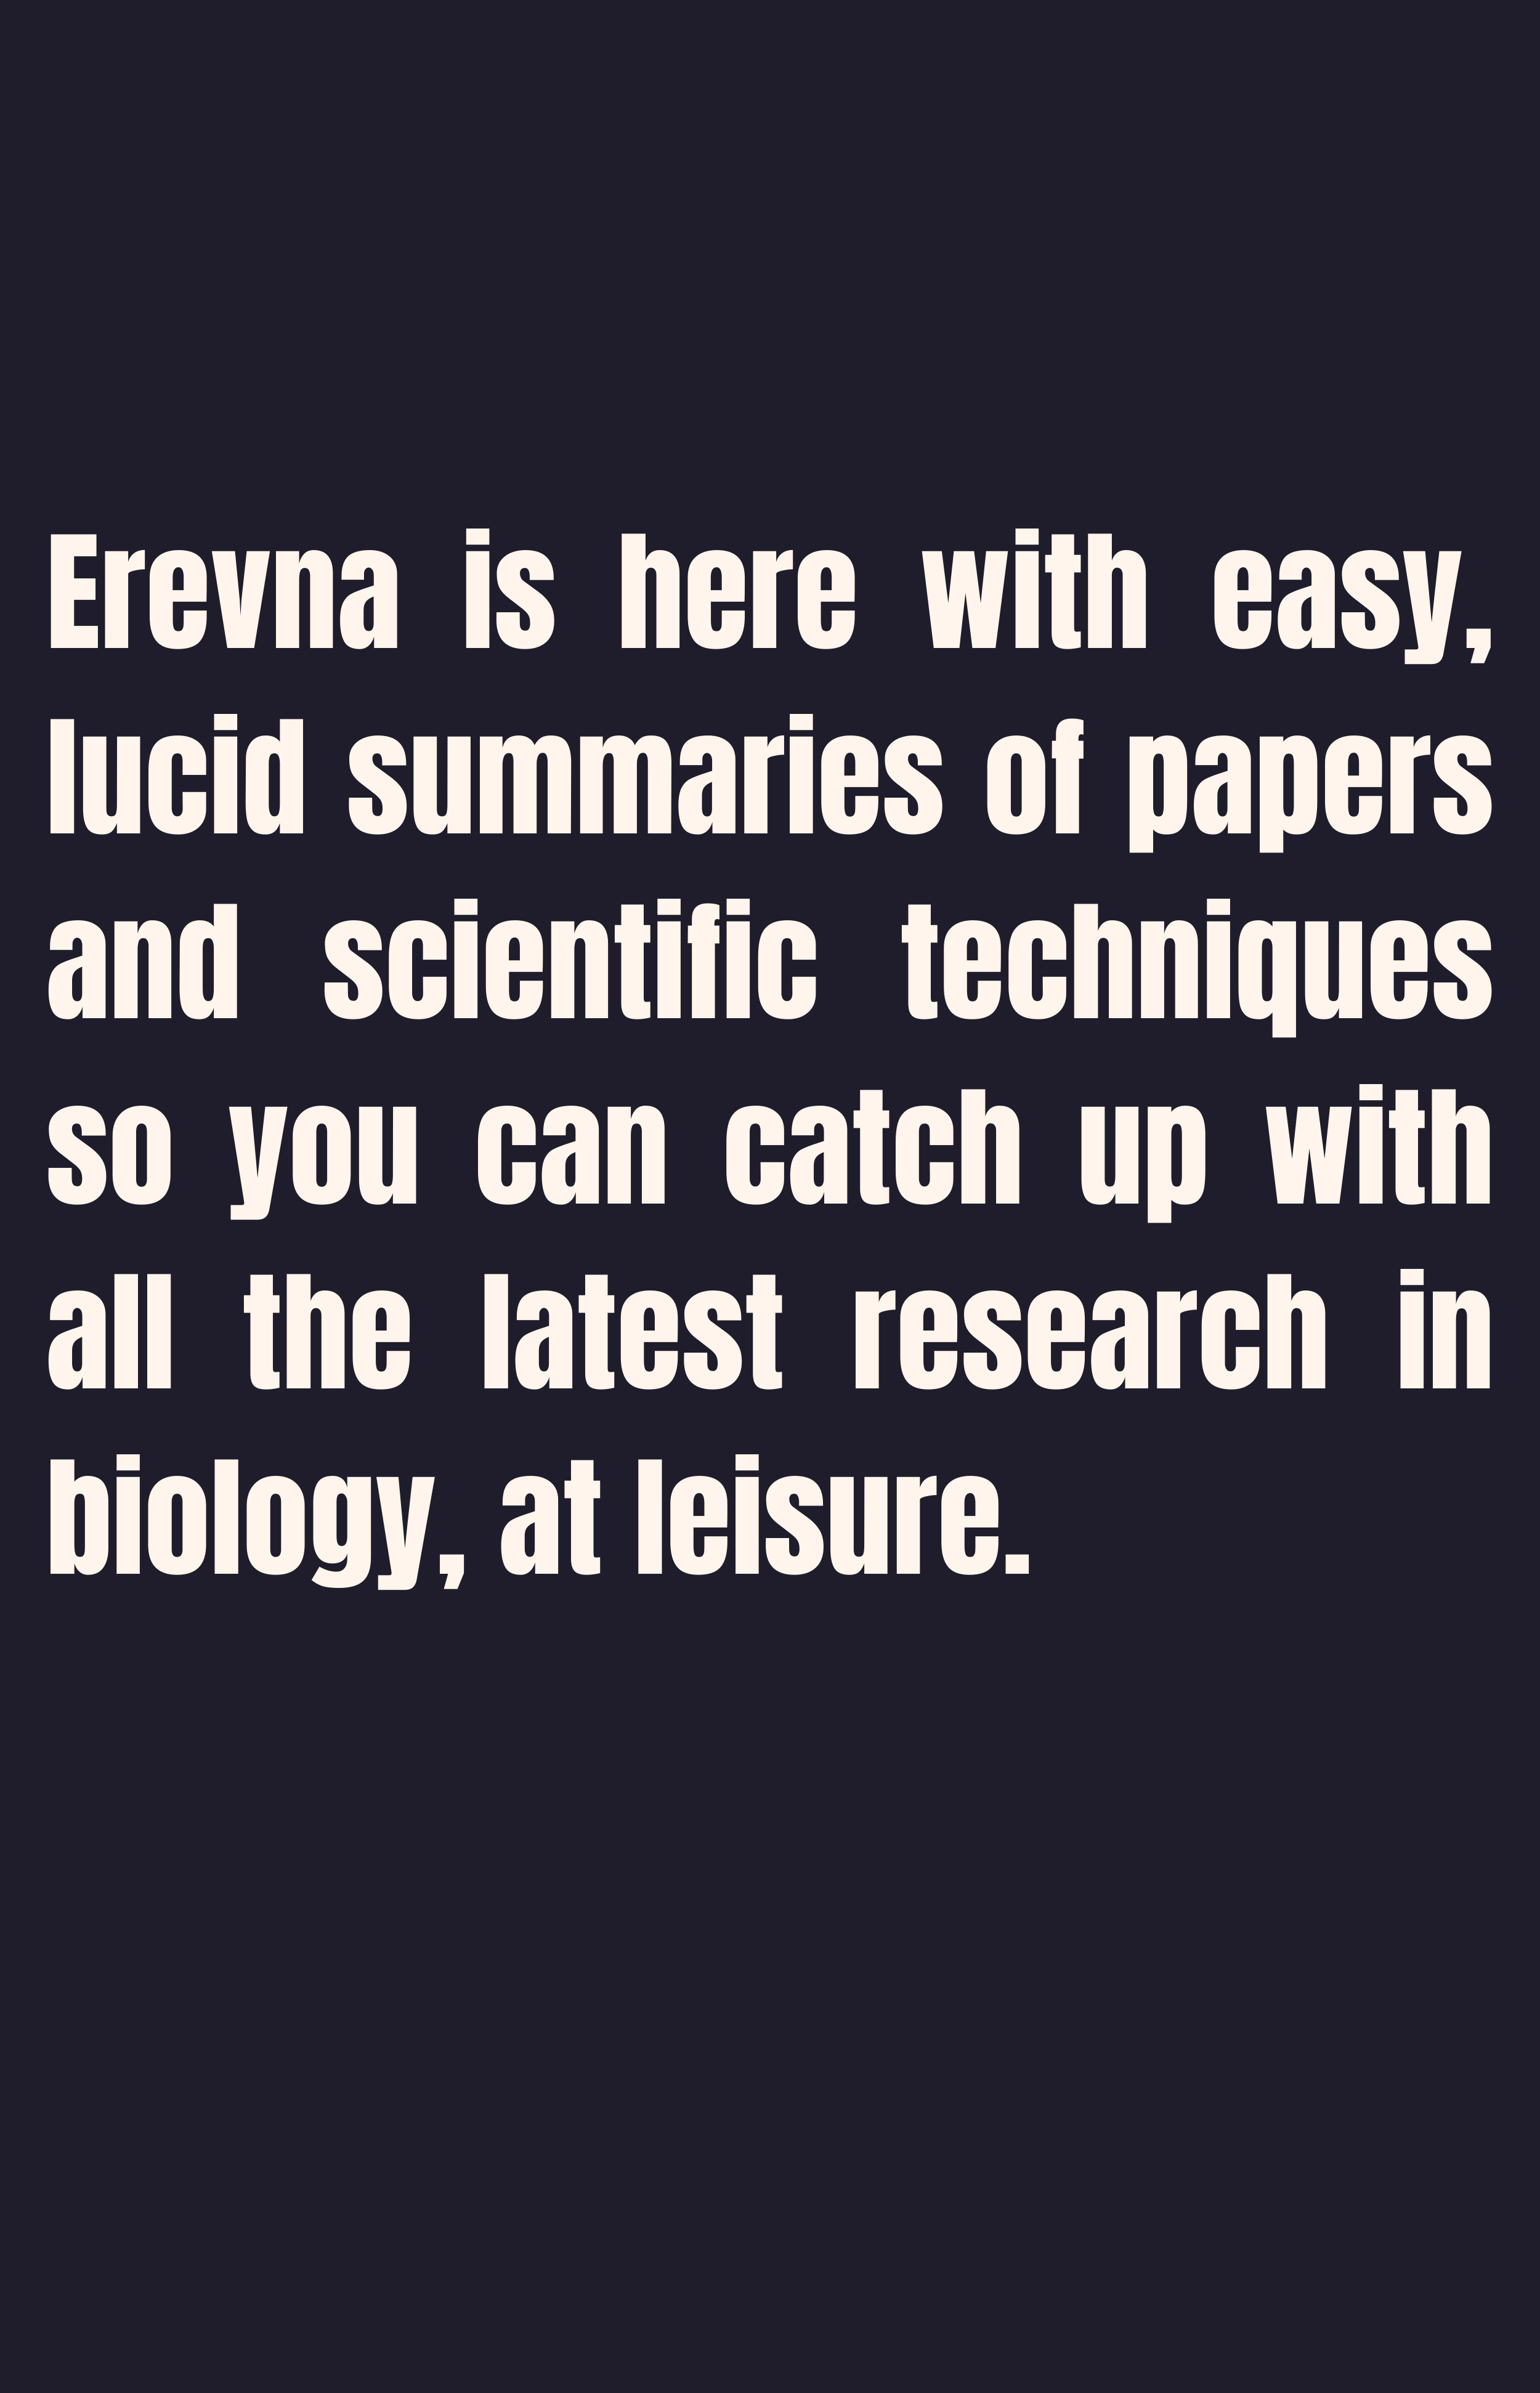 Erevna is here with easy,
lucid summaries of papers
and scientific techniques
so you can catch up with
all the latest research in
biology, at leisure.